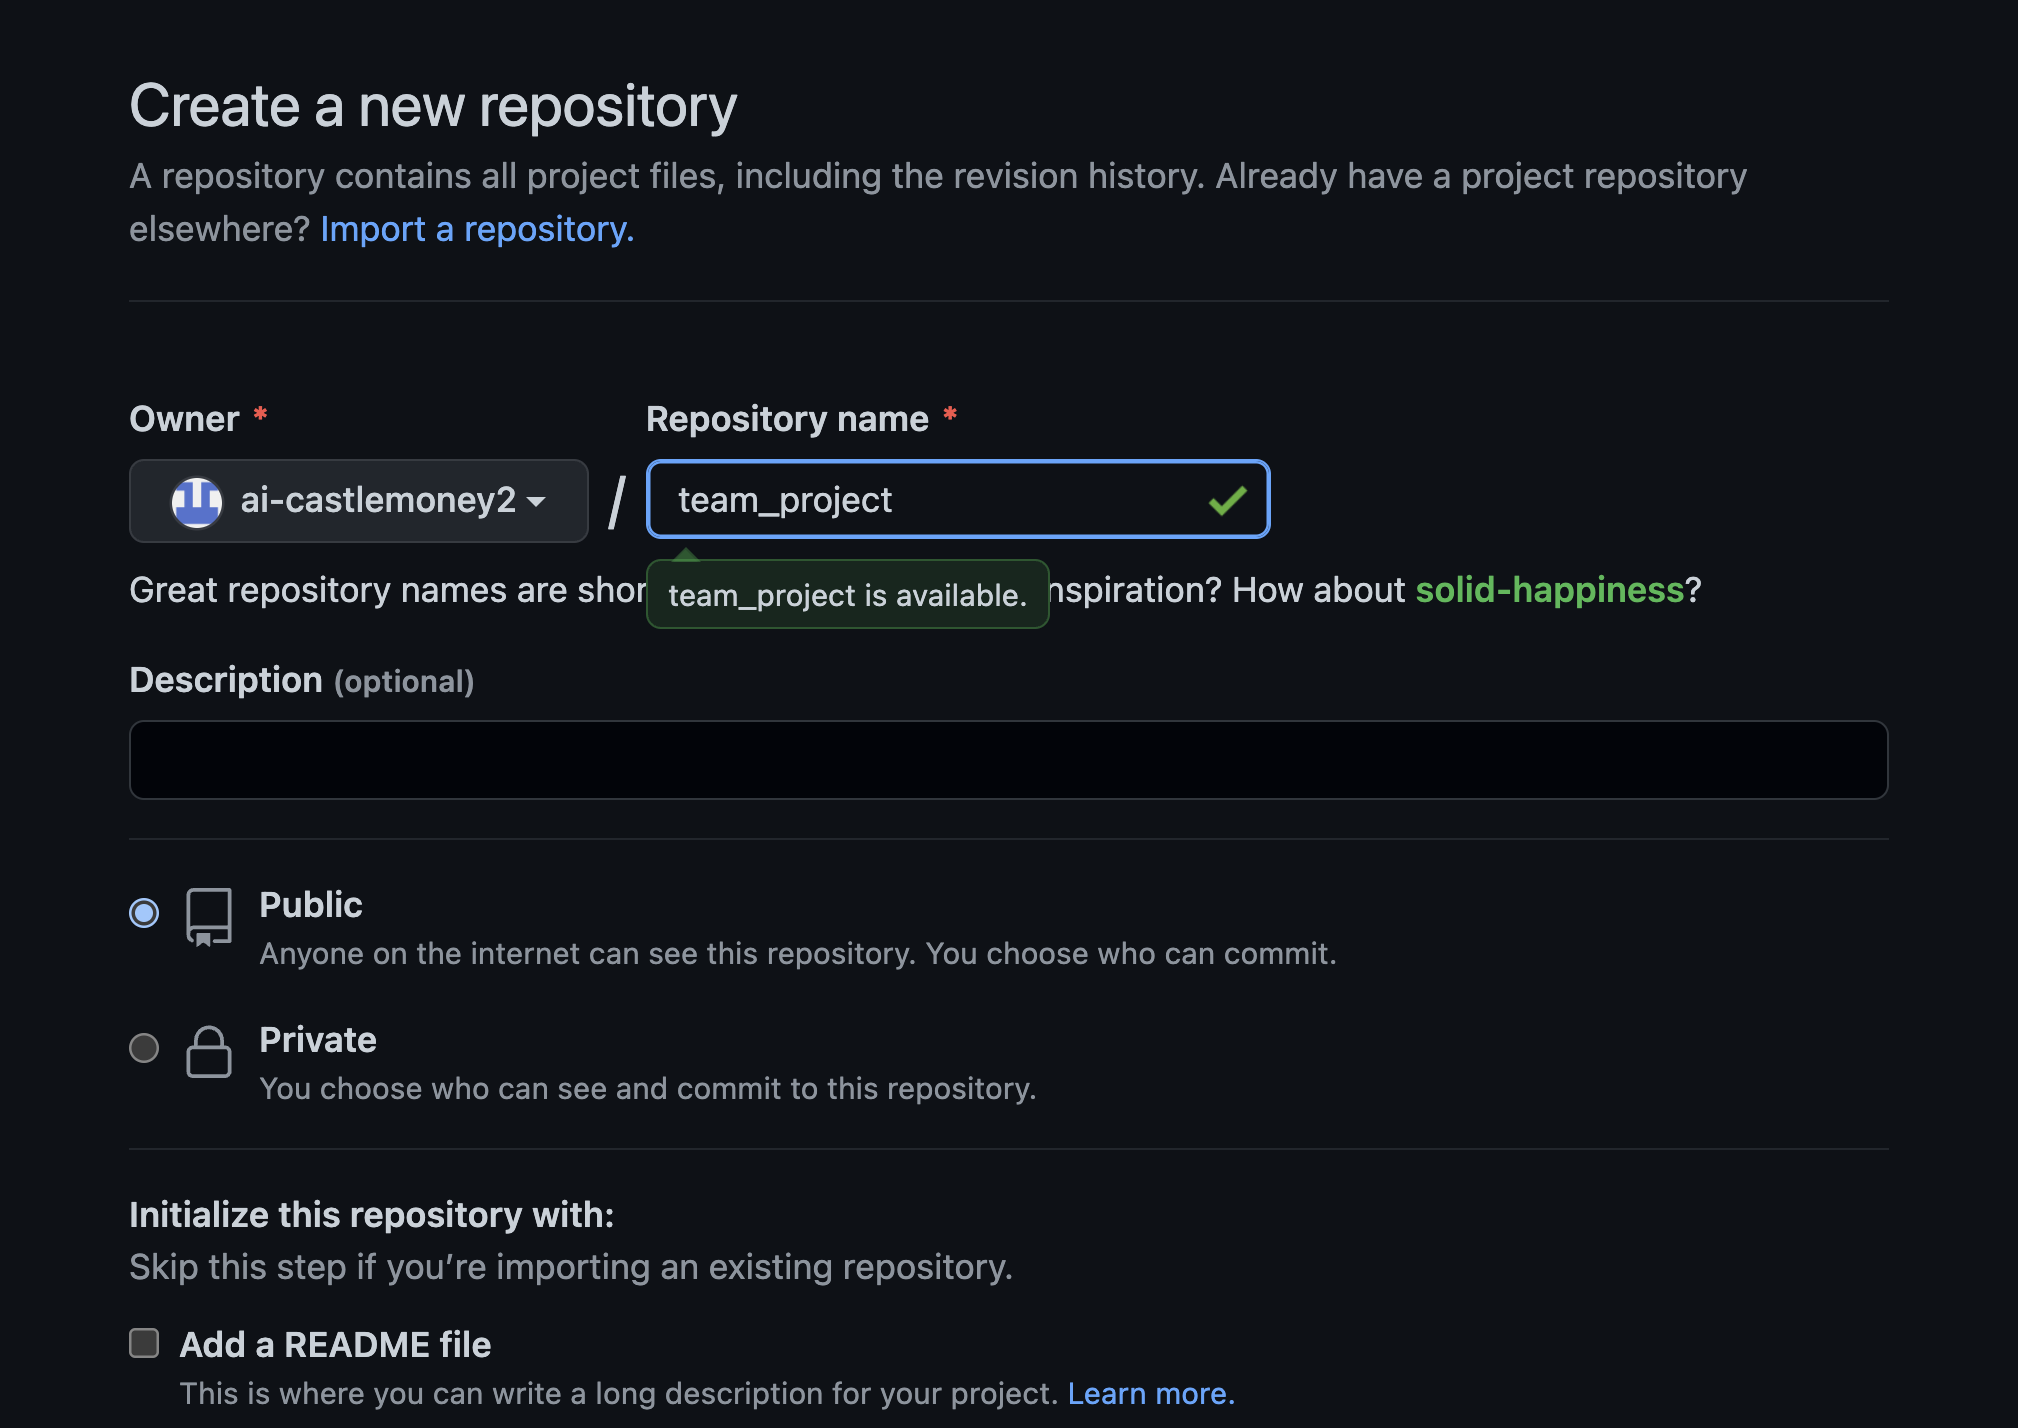 Create a new repository
A repository contains all project files, including the revision history. Already have a project repository
elsewhere? Import a repository.
Owner * Repository name *
ai-castlemoney2 / team_project
Great repository names are team_project is available. How about solid-happiness?
Description (optional)
Public
Anyone on the internet can see this repository. You choose who can commit.
Private
You choose who can see and commit to this repository.
Initialize this repository with:
Skip this step if you’re importing an existing repository.
Add a README file
This is where you can write a long description for your project. Learn more.